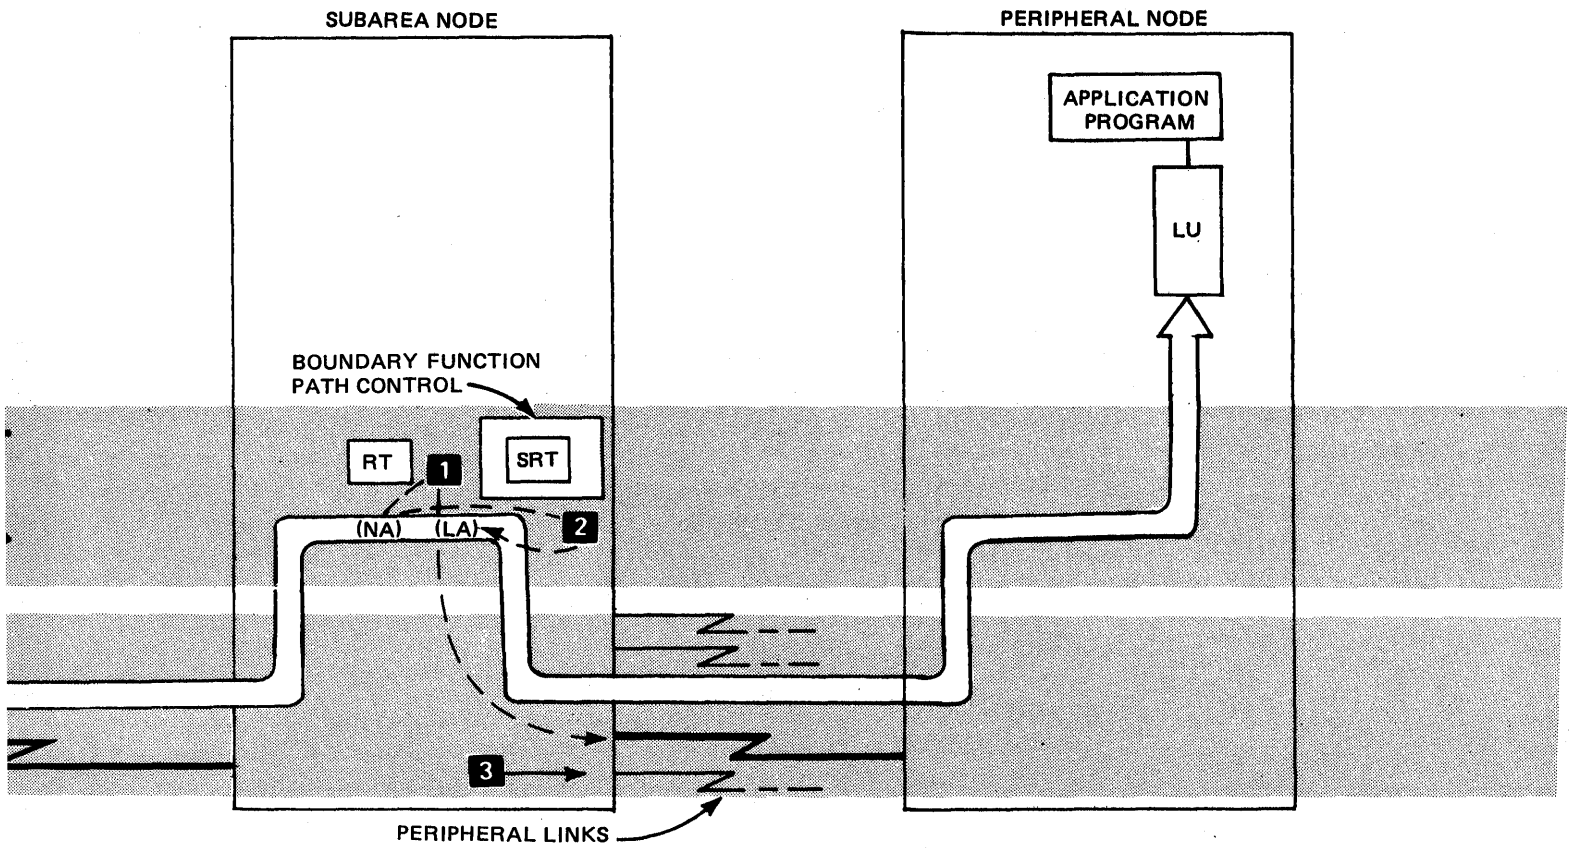 SUBAREA NODE
PERIPHERAL NODE
APPLICATION
PROGRAM
LU
BOUNDARY FUNCTION
PATH CONTROL
RT
1
SRT
(NA)
(LA)
2
3
PERIPHERAL LINKS